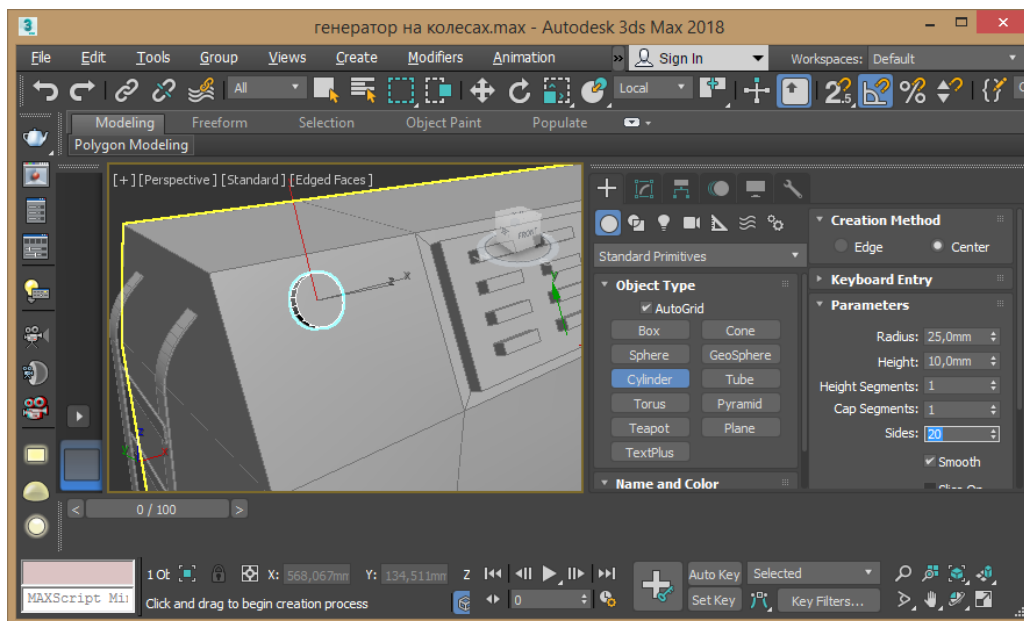 генератор на колесах.max - Autodesk 3ds Max 2018
File Edit Tools Group Views Create Modifiers Animation » Sign In Workspaces: Default
All Local 2.5
Modeling Freeform Selection Object Paint Populate
Polygon Modeling
[+] [Perspective] [Standard] [Edged Faces]
FRONT
x
z
y
z
x
Standard Primitives
Object Type
AutoGrid
Box Cone
Sphere GeoSphere
Cylinder Tube
Torus Pyramid
Teapot Plane
TextPlus
Name and Color
Creation Method
Edge Center
Keyboard Entry
Parameters
Radius: 25,0mm
Height: 10,0mm
Height Segments: 1
Cap Segments: 1
Sides: 20
Smooth
< 0 / 100 >
1 Ot X: 568,067mm Y: 134,511mm Z
Auto Key Selected
MAXScript Mi
Click and drag to begin creation process
0
Set Key Key Filters...